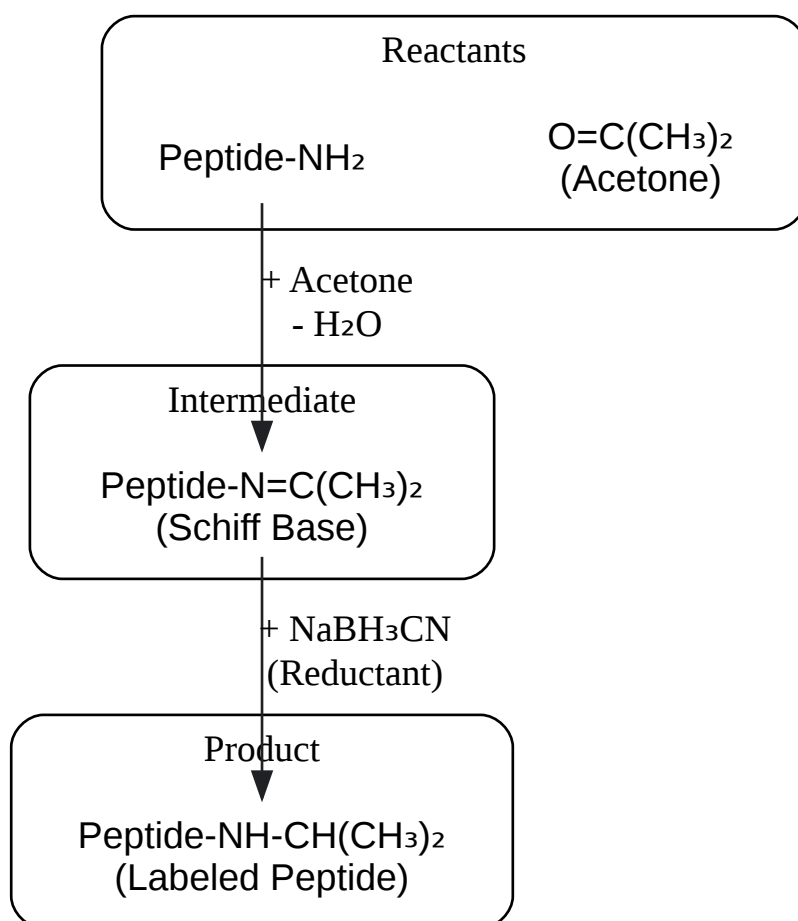 Reactants
Peptide-NH₂
O=C(CH₃)₂
(Acetone)
+ Acetone
- H₂O
Intermediate
Peptide-N=C(CH₃)₂
(Schiff Base)
+ NaBH₃CN
(Reductant)
Product
Peptide-NH-CH(CH₃)₂
(Labeled Peptide)